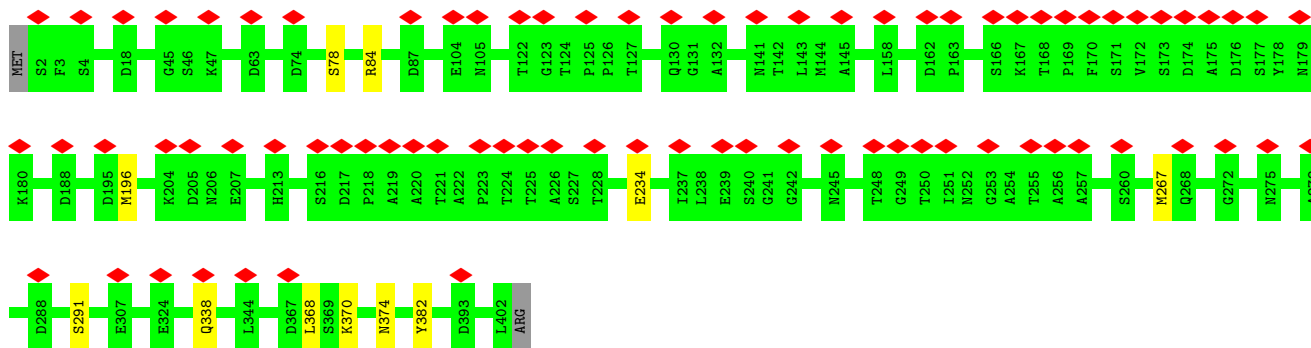 MET S2 F3 S4 D18 G45 S46 K47 D63 D74 S78 R84 D87 E104 N105 T122 G123 T124 P125 P126 T127 Q130 G131 A132 N141 T142 L143 M144 A145 L158 D162 P163 S166 K167 T168 P169 F170 S171 V172 S173 D174 A175 D176 S177 Y178 N179
K180 D188 D195 M196 K204 D205 N206 E207 H213 S216 D217 P218 A219 A220 T221 A222 P223 T224 T225 A226 S227 T228 E234 I237 L238 E239 S240 G241 G242 N245 T248 G249 T250 I251 N252 G253 A254 T255 A256 A257 S260 M267 Q268 G272 N275
D288 S291 E307 E324 Q338 L344 D367 L368 S369 K370 N374 Y382 D393 L402 ARG